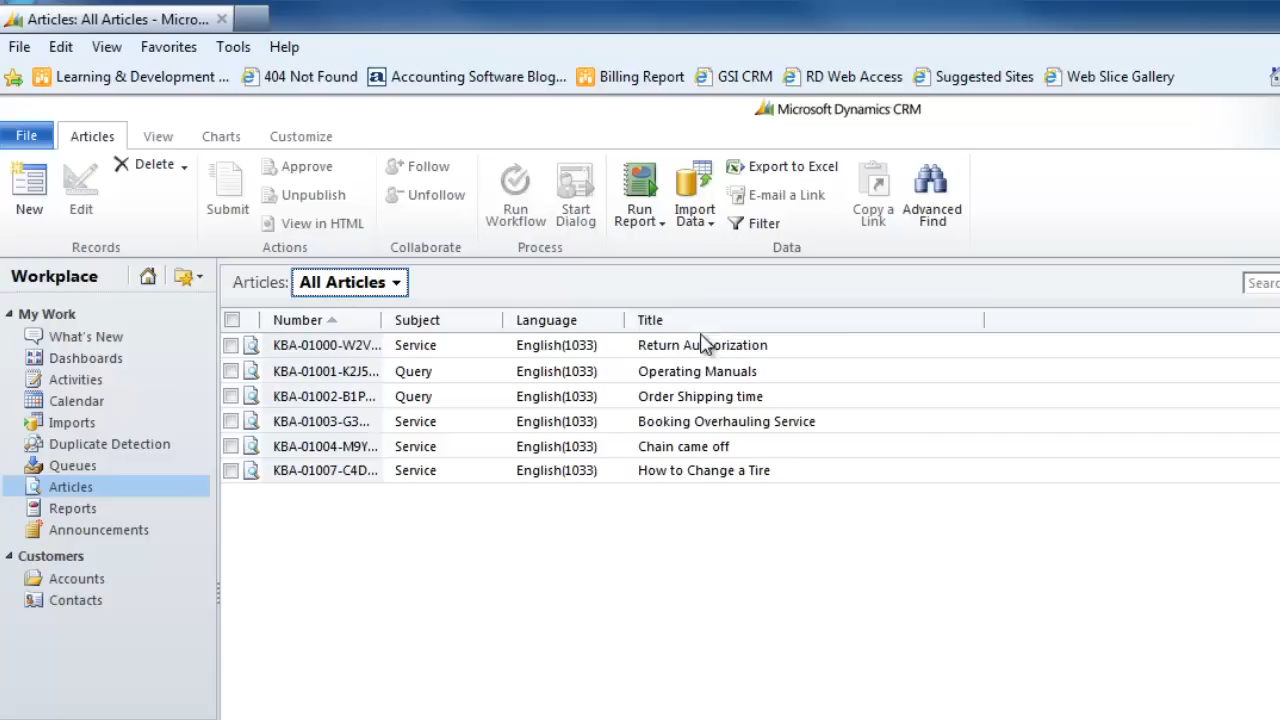 Articles: All Articles - Micro...
File Edit View Favorites Tools Help
Learning & Development ... 404 Not Found Accounting Software Blog... Billing Report GSI CRM RD Web Access Suggested Sites Web Slice Gallery
Microsoft Dynamics CRM
File Articles View Charts Customize
New Edit Delete Submit Approve Unpublish View in HTML Follow Unfollow Run Workflow Start Dialog Run Report Import Data Export to Excel E-mail a Link Filter Copy a Link Advanced Find
Records Actions Collaborate Process Data
Workplace
My Work
What's New
Dashboards
Activities
Calendar
Imports
Duplicate Detection
Queues
Articles
Reports
Announcements
Customers
Accounts
Contacts
Articles: All Articles Searc
Number Subject Language Title
KBA-01000-W2V... Service English(1033) Return Authorization
KBA-01001-K2J5... Query English(1033) Operating Manuals
KBA-01002-B1P... Query English(1033) Order Shipping time
KBA-01003-G3... Service English(1033) Booking Overhauling Service
KBA-01004-M9Y... Service English(1033) Chain came off
KBA-01007-C4D... Service English(1033) How to Change a Tire